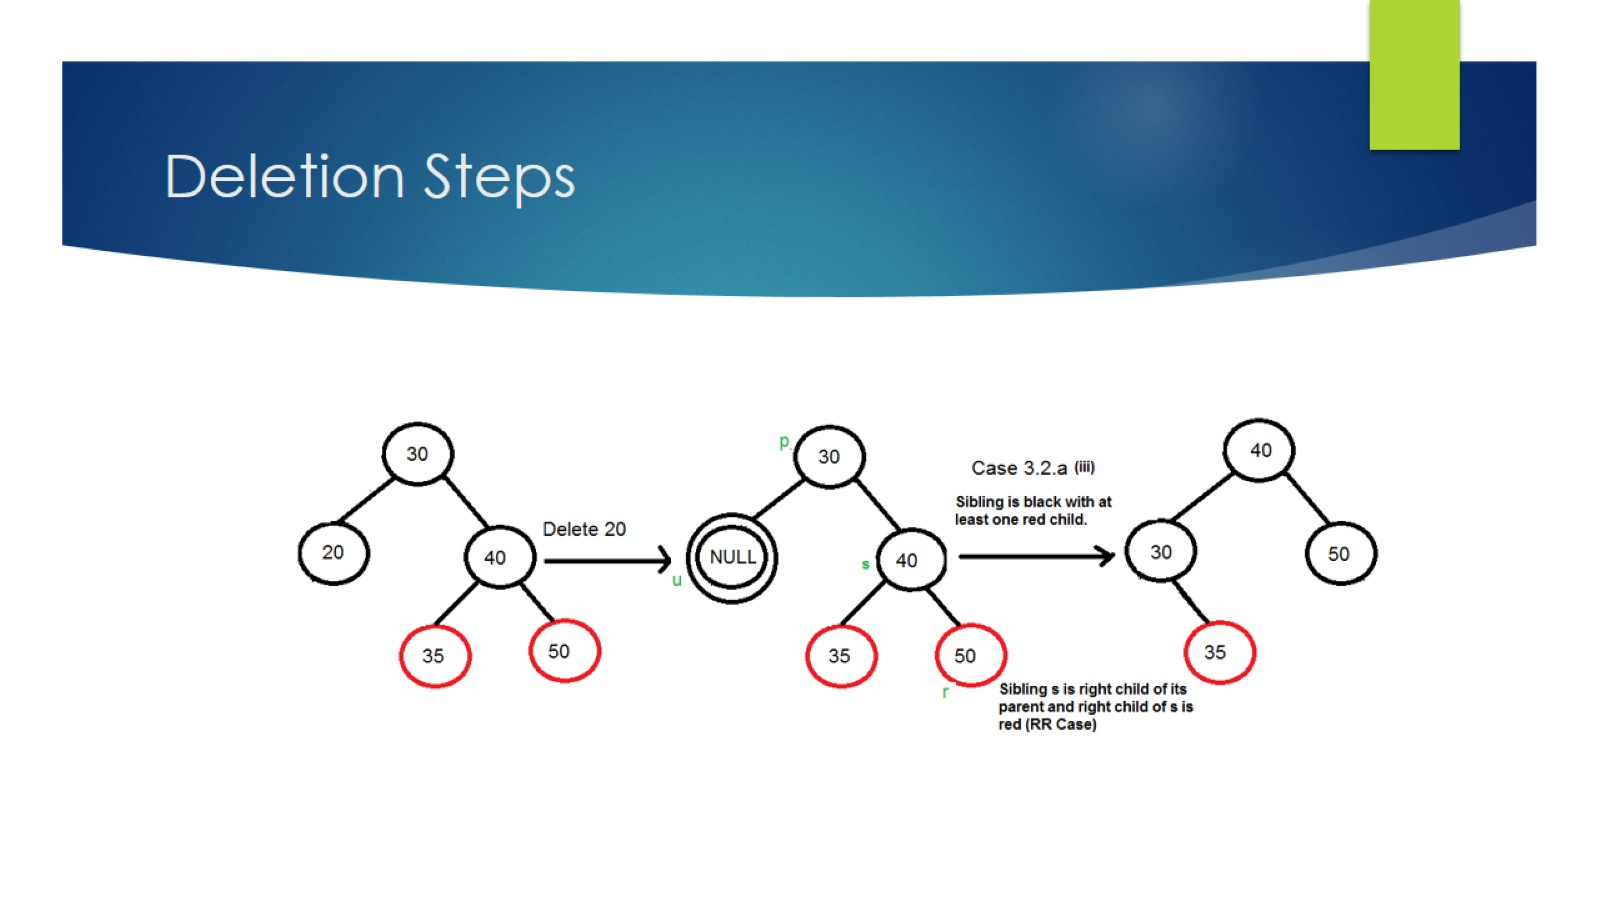 Deletion Steps
30
20
40
35
50
Delete 20
p
30
NULL
u
s
40
35
50
r
Case 3.2.a (iii)
Sibling is black with at
least one red child.
Sibling s is right child of its
parent and right child of s is
red (RR Case)
40
30
50
35